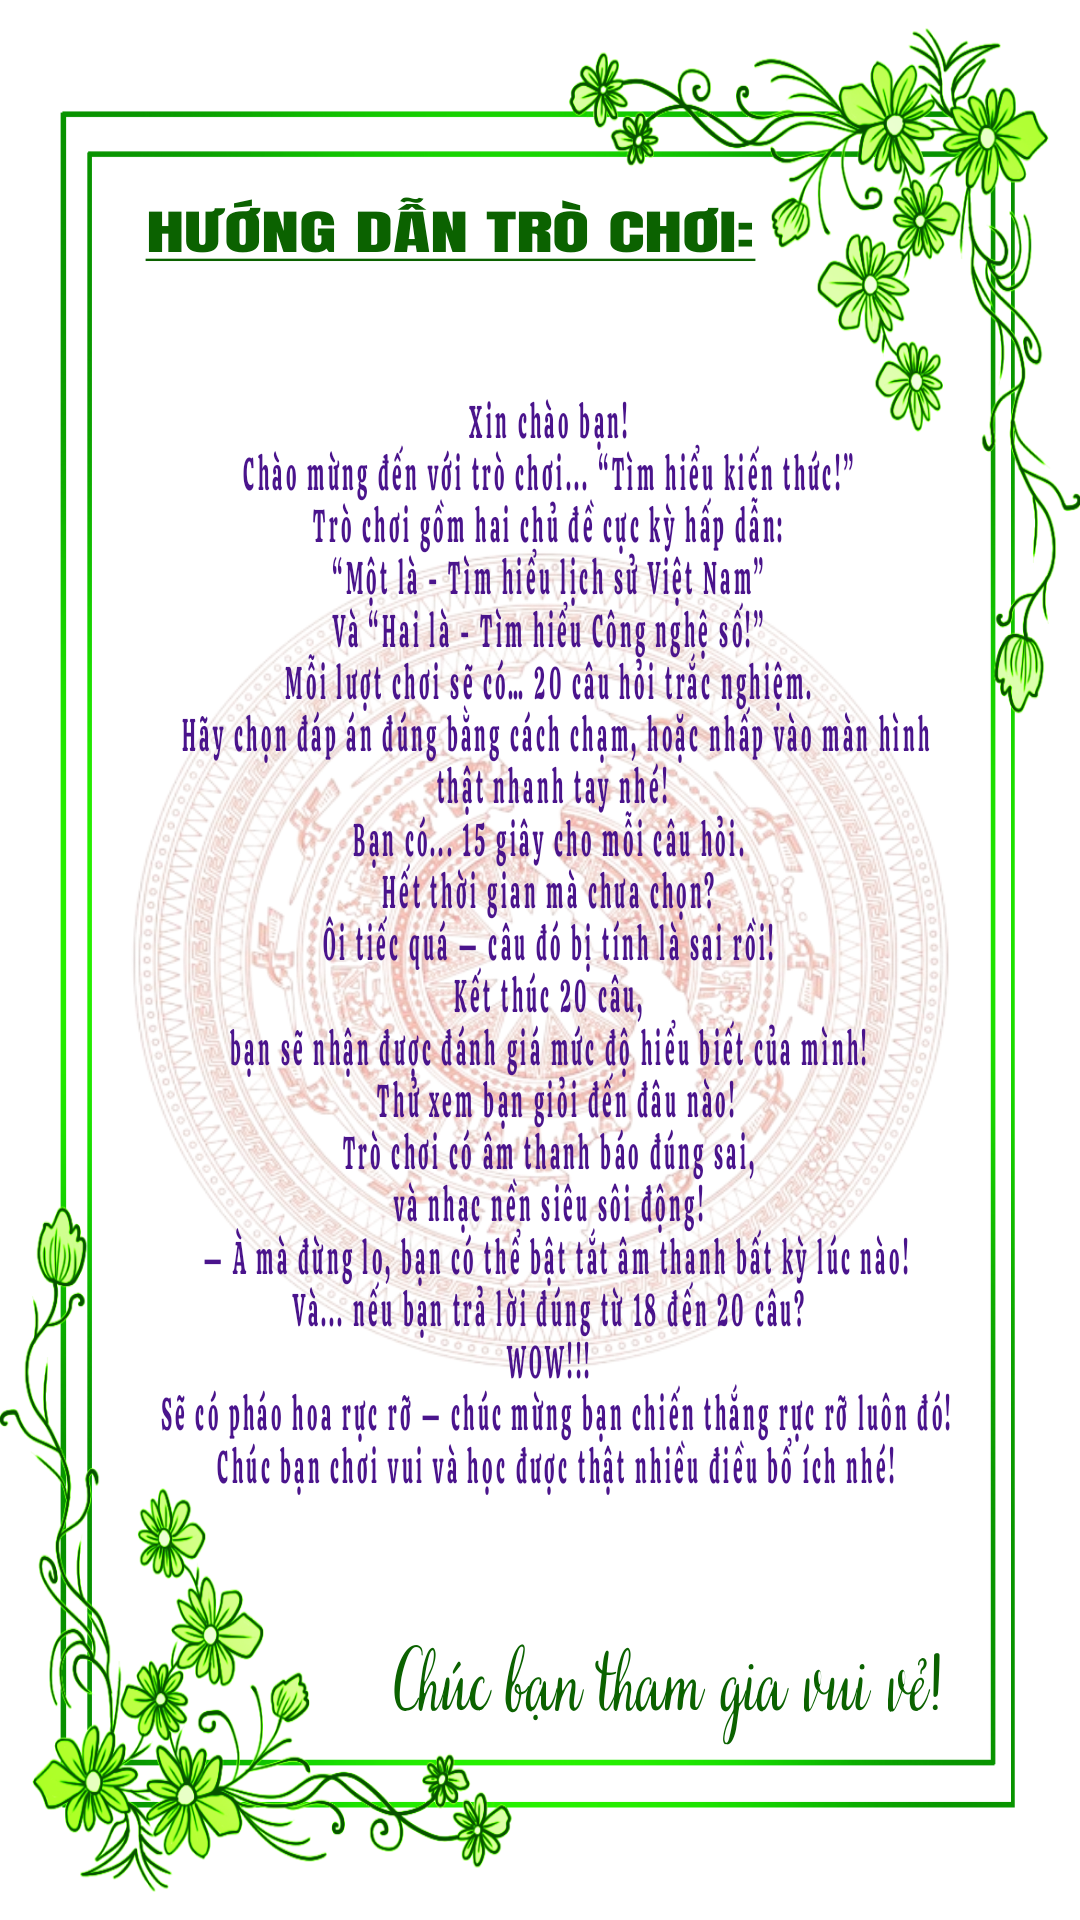 HƯỚNG DẪN TRÒ CHƠI:
Xin chào bạn!
Chào mừng đến với trò chơi... “Tìm hiểu kiến thức!”
Trò chơi gồm hai chủ đề cực kỳ hấp dẫn:
“Một là - Tìm hiểu lịch sử Việt Nam”
Và “Hai là - Tìm hiểu Công nghệ số!”
Mỗi lượt chơi sẽ có... 20 câu hỏi trắc nghiệm.
Hãy chọn đáp án đúng bằng cách chạm, hoặc nhấp vào màn hình
thật nhanh tay nhé!
Bạn có... 15 giây cho mỗi câu hỏi.
Hết thời gian mà chưa chọn?
Ôi tiếc quá – câu đó bị tính là sai rồi!
Kết thúc 20 câu,
bạn sẽ nhận được đánh giá mức độ hiểu biết của mình!
Thử xem bạn giỏi đến đâu nào!
Trò chơi có âm thanh báo đúng sai,
và nhạc nền siêu sôi động!
– À mà đừng lo, bạn có thể bật tắt âm thanh bất kỳ lúc nào!
Và... nếu bạn trả lời đúng từ 18 đến 20 câu?
WOW!!!
Sẽ có pháo hoa rực rỡ – chúc mừng bạn chiến thắng rực rỡ luôn đó!
Chúc bạn chơi vui và học được thật nhiều điều bổ ích nhé!
Chúc bạn tham gia vui vẻ!